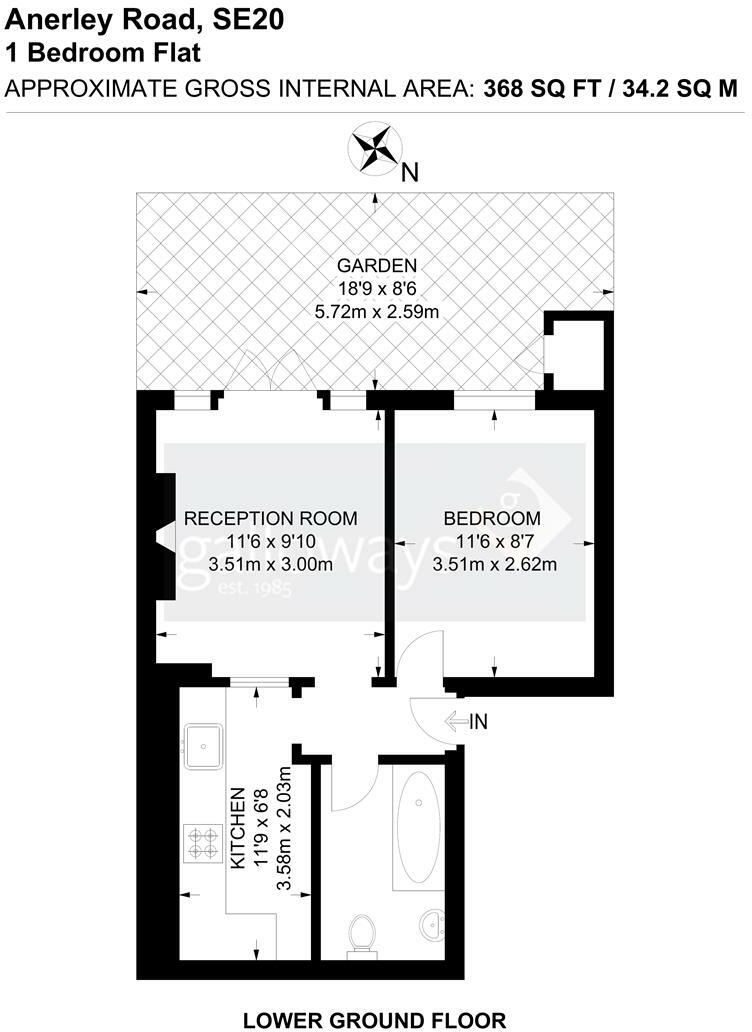 Anerley Road, SE20
1 Bedroom Flat
APPROXIMATE GROSS INTERNAL AREA: 368 SQ FT / 34.2 SQ M
N
GARDEN
18'9 x 8'6
5.72m x 2.59m
RECEPTION ROOM
11'6 x 9'10
3.51m x 3.00m
BEDROOM
11'6 x 8'7
3.51m x 2.62m
g
galloways
est. 1985
IN
KITCHEN
11'9 x 6'8
3.58m x 2.03m
LOWER GROUND FLOOR